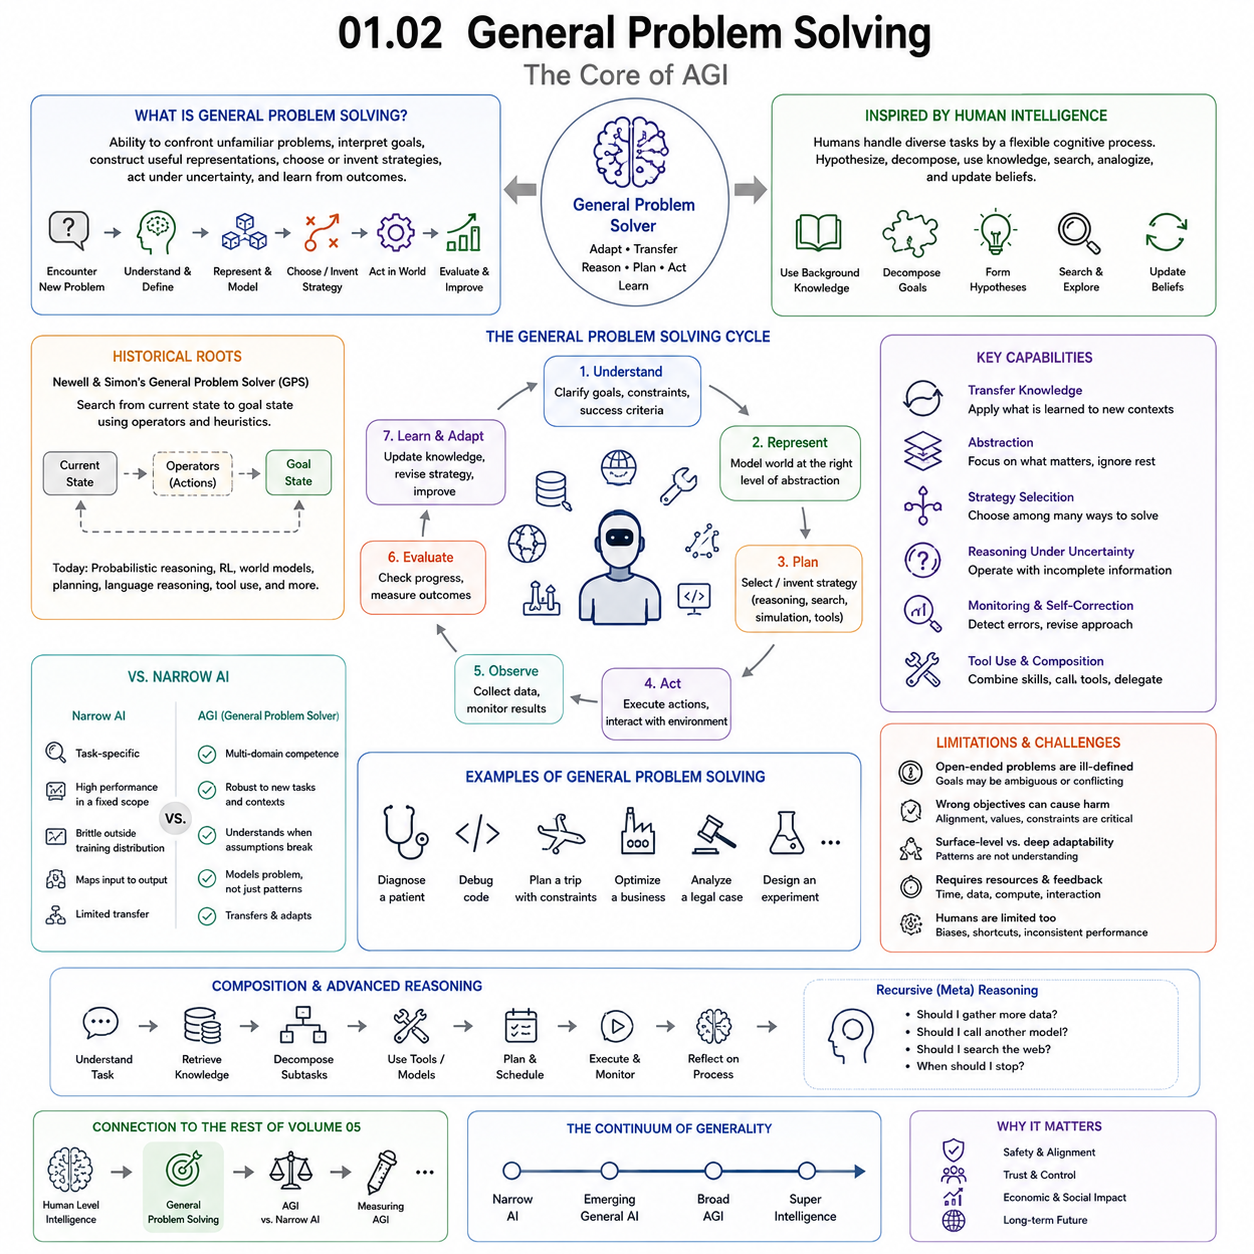 01.02 General Problem Solving
The Core of AGI
WHAT IS GENERAL PROBLEM SOLVING?
Ability to confront unfamiliar problems, interpret goals,
construct useful representations, choose or invent strategies,
act under uncertainty, and learn from outcomes.
?
Encounter
New Problem
Understand &
Define
Represent &
Model
Choose / Invent
Strategy
Act in World
Evaluate &
Improve
General Problem
Solver
Adapt • Transfer
Reason • Plan • Act
Learn
INSPIRED BY HUMAN INTELLIGENCE
Humans handle diverse tasks by a flexible cognitive process.
Hypothesize, decompose, use knowledge, search, analogize,
and update beliefs.
Use Background
Knowledge
Decompose
Goals
Form
Hypotheses
Search &
Explore
Update
Beliefs
HISTORICAL ROOTS
Newell & Simon's General Problem Solver (GPS)
Search from current state to goal state
using operators and heuristics.
Current
State
Operators
(Actions)
Goal
State
Today: Probabilistic reasoning, RL, world models,
planning, language reasoning, tool use, and more.
THE GENERAL PROBLEM SOLVING CYCLE
1. Understand
Clarify goals, constraints,
success criteria
2. Represent
Model world at the right
level of abstraction
3. Plan
Select / invent strategy
(reasoning, search,
simulation, tools)
4. Act
Execute actions,
interact with environment
5. Observe
Collect data,
monitor results
6. Evaluate
Check progress,
measure outcomes
7. Learn & Adapt
Update knowledge,
revise strategy,
improve
</>
KEY CAPABILITIES
Transfer Knowledge
Apply what is learned to new contexts
Abstraction
Focus on what matters, ignore rest
Strategy Selection
Choose among many ways to solve
?
Reasoning Under Uncertainty
Operate with incomplete information
Monitoring & Self-Correction
Detect errors, revise approach
Tool Use & Composition
Combine skills, call. tools, delegate
VS. NARROW AI
Narrow AI
Task-specific
High performance
in a fixed scope
Brittle outside
training distribution
Maps input to output
Limited transfer
VS.
AGI (General Problem Solver)
Multi-domain competence
Robust to new tasks
and contexts
Understands when
assumptions break
Models problem,
not just patterns
Transfers & adapts
EXAMPLES OF GENERAL PROBLEM SOLVING
</>
Diagnose
a patient
Debug
code
Plan a trip
with constraints
Optimize
a business
Analyze
a legal case
Design an
experiment
...
LIMITATIONS & CHALLENGES
Open-ended problems are ill-defined
Goals may be ambiguous or conflicting
Wrong objectives can cause harm
Alignment, values, constraints are critical
Surface-level vs. deep adaptability
Patterns are not understanding
Requires resources & feedback
Time, data, compute, interaction
Humans are limited too
Biases, shortcuts, inconsistent performance
COMPOSITION & ADVANCED REASONING
Understand
Task
Retrieve
Knowledge
Decompose
Subtasks
Use Tools /
Models
Plan &
Schedule
Execute &
Monitor
Reflect on
Process
Recursive (Meta) Reasoning
• Should I gather more data?
• Should I call another model?
• Should I search the web?
• When should I stop?
CONNECTION TO THE REST OF VOLUME 05
Human Level
Intelligence
General
Problem Solving
AGI
vs. Narrow AI
Measuring
AGI
...
THE CONTINUUM OF GENERALITY
Narrow
AI
Emerging
General AI
Broad
AGI
Super
Intelligence
WHY IT MATTERS
Safety & Alignment
Trust & Control
Economic & Social Impact
Long-term Future